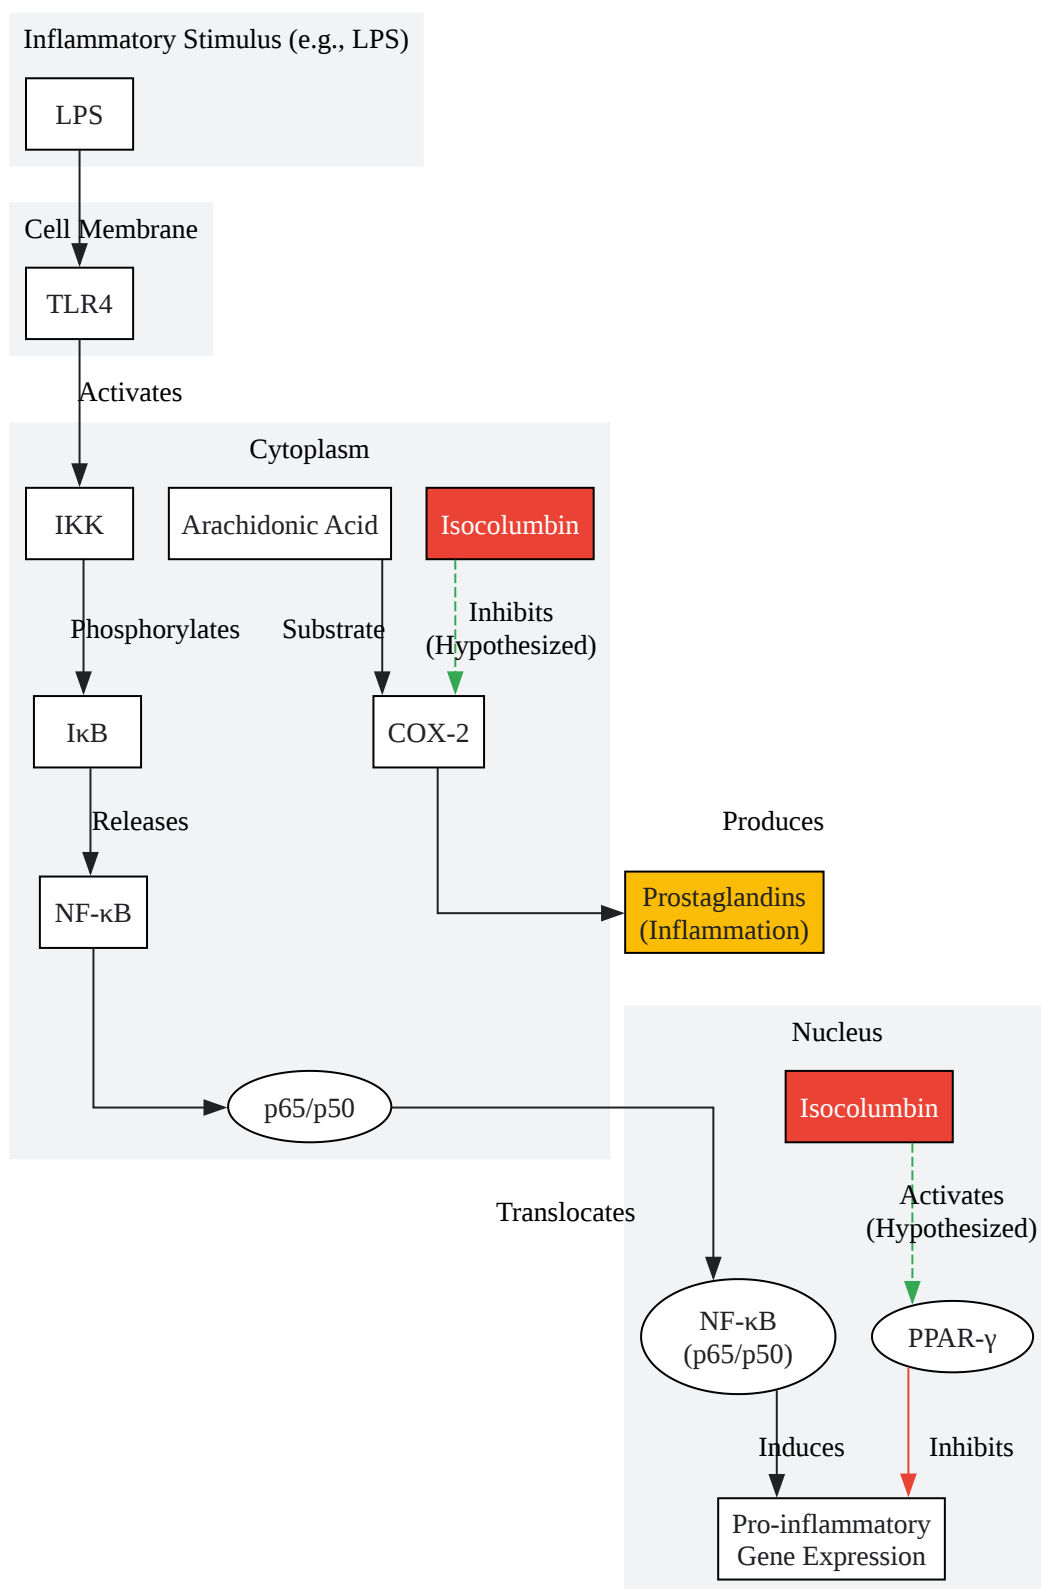 Inflammatory Stimulus (e.g., LPS)
LPS
Cell Membrane
TLR4
Activates
Cytoplasm
IKK
Arachidonic Acid
Isocolumbin
Phosphorylates
Substrate
Inhibits
(Hypothesized)
IκB
COX-2
Releases
Produces
NF-κB
Prostaglandins
(Inflammation)
Nucleus
p65/p50
Isocolumbin
Translocates
Activates
(Hypothesized)
NF-κB
(p65/p50)
PPAR-γ
Induces
Inhibits
Pro-inflammatory
Gene Expression